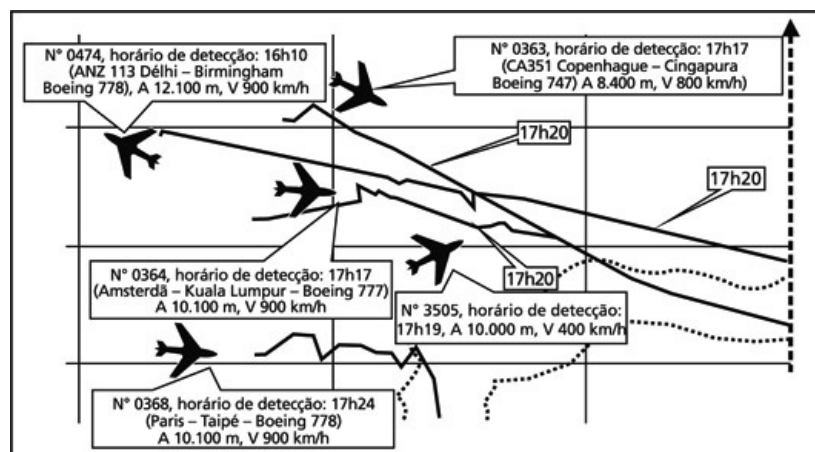 N° 0474, horário de detecção: 16h10
(ANZ 113 Délhi – Birmingham
Boeing 778), A 12.100 m, V 900 km/h
N° 0363, horário de detecção: 17h17
(CA351 Copenhague – Cingapura
Boeing 747) A 8.400 m, V 800 km/h)
17h20
17h20
17h20
N° 0364, horário de detecção: 17h17
(Amsterdã – Kuala Lumpur – Boeing 777)
A 10.100 m, V 900 km/h
N° 3505, horário de detecção:
17h19, A 10.000 m, V 400 km/h
N° 0368, horário de detecção: 17h24
(Paris – Taipé – Boeing 778)
A 10.100 m, V 900 km/h